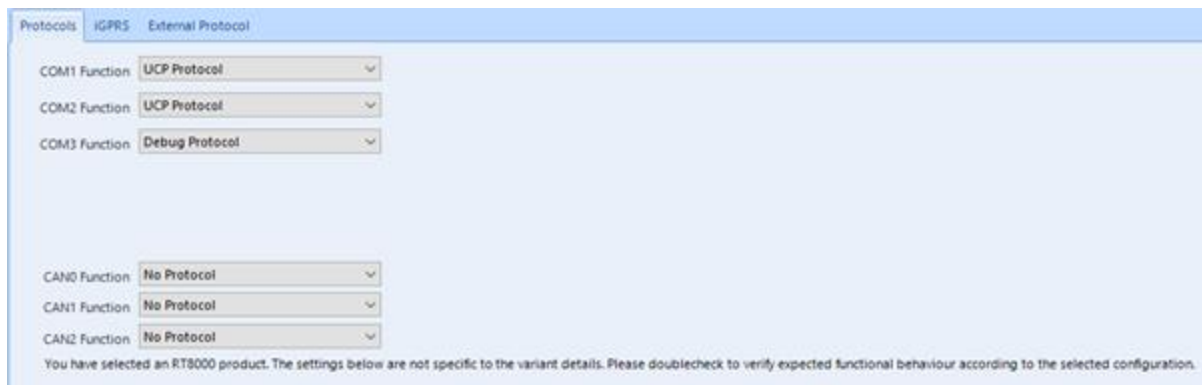 Protocols iGPRS External Protocol
COM1 Function UCP Protocol
COM2 Function UCP Protocol
COM3 Function Debug Protocol
CAN0 Function No Protocol
CAN1 Function No Protocol
CAN2 Function No Protocol
You have selected an RT8000 product. The settings below are not specific to the variant details. Please doublecheck to verify expected functional behaviour according to the selected configuration.